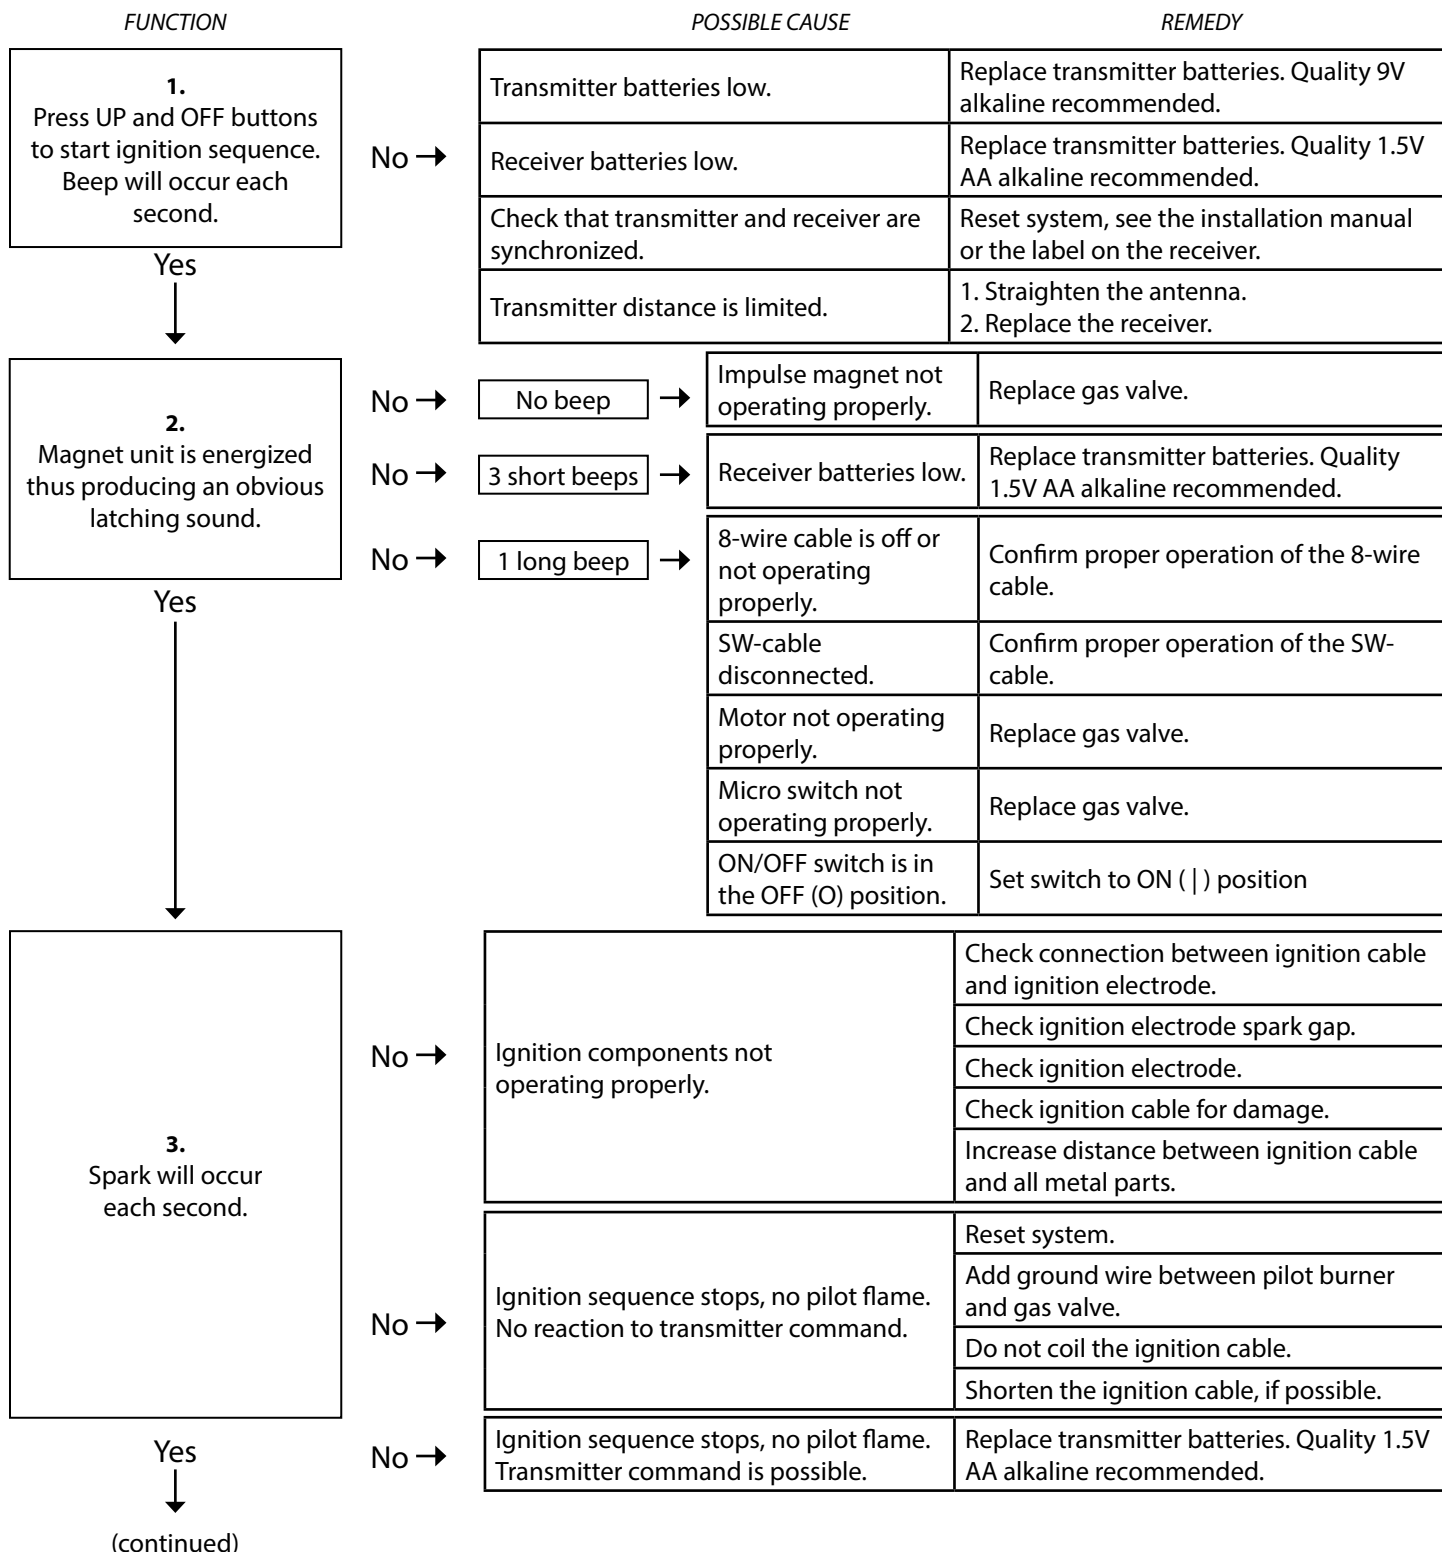 FUNCTION
POSSIBLE CAUSE
REMEDY
1.
Press UP and OFF buttons
to start ignition sequence.
Beep will occur each
second.
No →
Transmitter batteries low.
Replace transmitter batteries. Quality 9V
alkaline recommended.
Receiver batteries low.
Replace transmitter batteries. Quality 1.5V
AA alkaline recommended.
Check that transmitter and receiver are
synchronized.
Reset system, see the installation manual
or the label on the receiver.
Transmitter distance is limited.
1. Straighten the antenna.
2. Replace the receiver.
Yes
2.
Magnet unit is energized
thus producing an obvious
latching sound.
No →
No beep
Impulse magnet not
operating properly.
Replace gas valve.
No →
3 short beeps
Receiver batteries low.
Replace transmitter batteries. Quality
1.5V AA alkaline recommended.
No →
1 long beep
8-wire cable is off or
not operating
properly.
Confirm proper operation of the 8-wire
cable.
SW-cable
disconnected.
Confirm proper operation of the SW-
cable.
Motor not operating
properly.
Replace gas valve.
Micro switch not
operating properly.
Replace gas valve.
ON/OFF switch is in
the OFF (O) position.
Set switch to ON ( | ) position
Yes
3.
Spark will occur
each second.
No →
Ignition components not
operating properly.
Check connection between ignition cable
and ignition electrode.
Check ignition electrode spark gap.
Check ignition electrode.
Check ignition cable for damage.
Increase distance between ignition cable
and all metal parts.
No →
Ignition sequence stops, no pilot flame.
No reaction to transmitter command.
Reset system.
Add ground wire between pilot burner
and gas valve.
Do not coil the ignition cable.
Shorten the ignition cable, if possible.
No →
Ignition sequence stops, no pilot flame.
Transmitter command is possible.
Replace transmitter batteries. Quality 1.5V
AA alkaline recommended.
Yes
(continued)